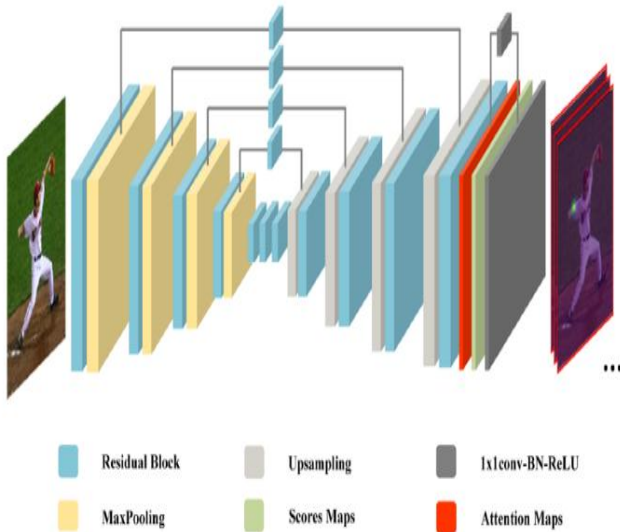 Residual Block
Upsampling
1x1conv-BN-ReLU
MaxPooling
Scores Maps
Attention Maps